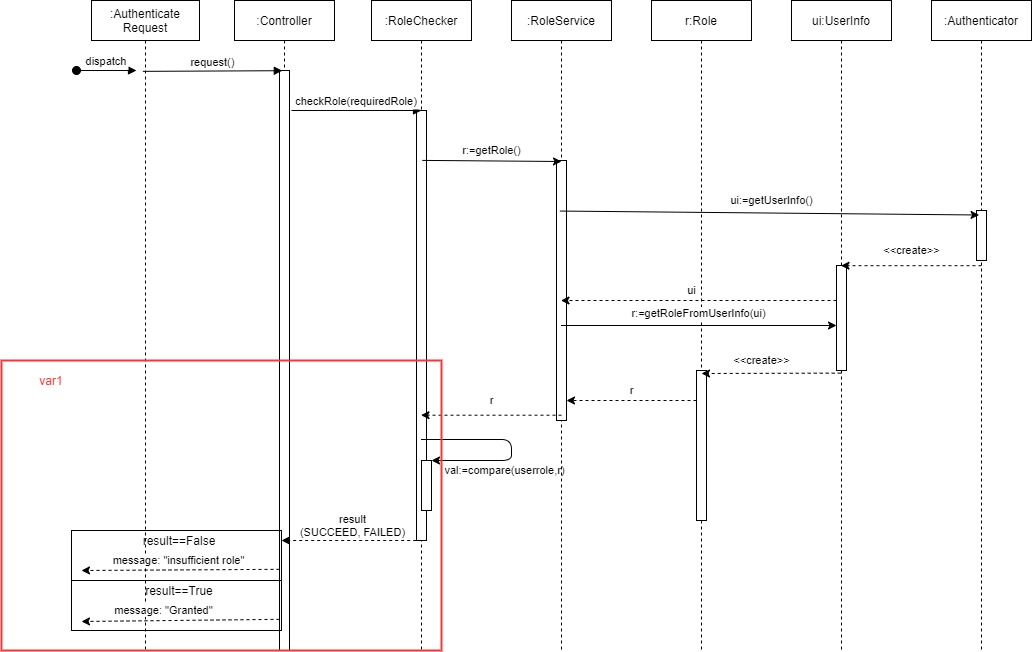 :Authenticate
Request
:Controller
:RoleChecker
:RoleService
r:Role
ui:UserInfo
:Authenticator
dispatch
request()
checkRole(requiredRole)
r:=getRole()
ui:=getUserInfo()
<<create>>
ui
r:=getRoleFromUserInfo(ui)
<<create>>
r
r
var1
val:=compare(userrole,r)
result
(SUCCEED, FAILED)
result==False
message: "insufficient role"
result==True
message: "Granted"